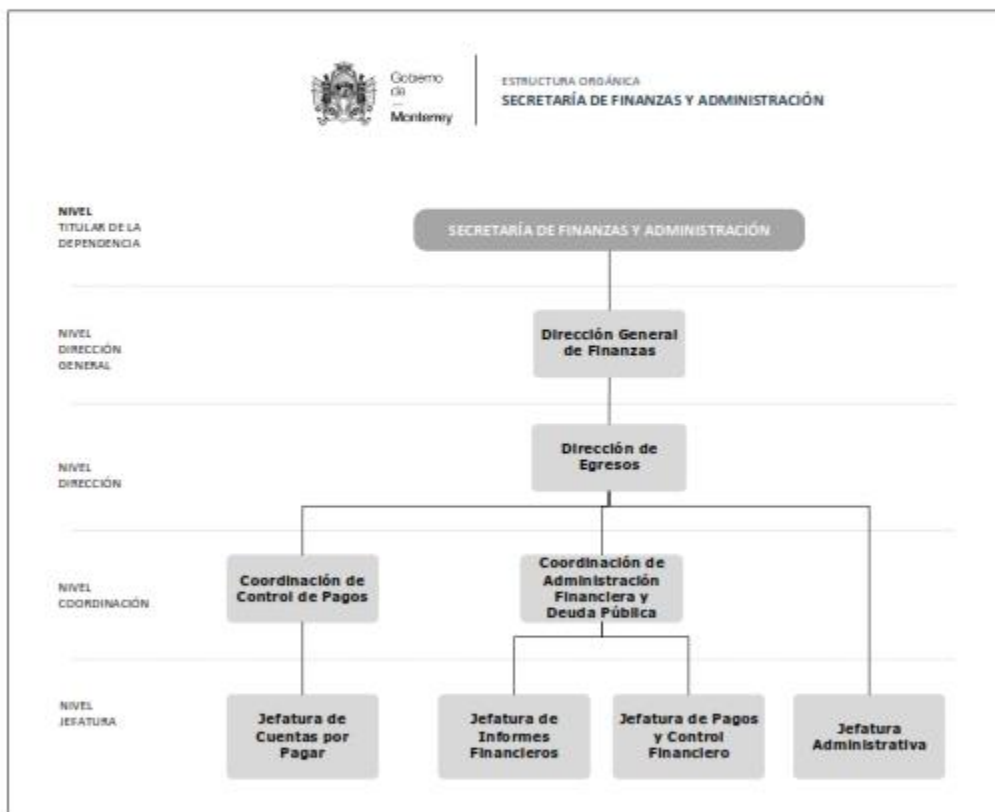 Gobierno
de
—
Monterrey
ESTRUCTURA ORGÁNICA
SECRETARÍA DE FINANZAS Y ADMINISTRACIÓN
NIVEL
TITULAR DE LA
DEPENDENCIA
SECRETARÍA DE FINANZAS Y ADMINISTRACIÓN
NIVEL
DIRECCIÓN
GENERAL
Dirección General
de Finanzas
NIVEL
DIRECCIÓN
Dirección de
Egresos
NIVEL
COORDINACIÓN
Coordinación de
Control de Pagos
Coordinación de
Administración
Financiera y
Deuda Pública
NIVEL
JEFATURA
Jefatura de
Cuentas por
Pagar
Jefatura de
Informes
Financieros
Jefatura de Pagos
y Control
Financiero
Jefatura
Administrativa